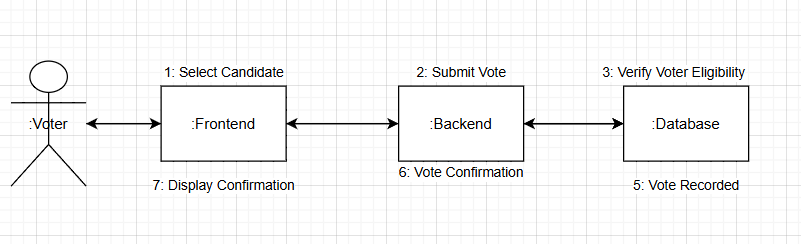 1: Select Candidate
2: Submit Vote
3: Verify Voter Eligibility
:Voter
:Frontend
:Backend
:Database
6: Vote Confirmation
7: Display Confirmation
5: Vote Recorded